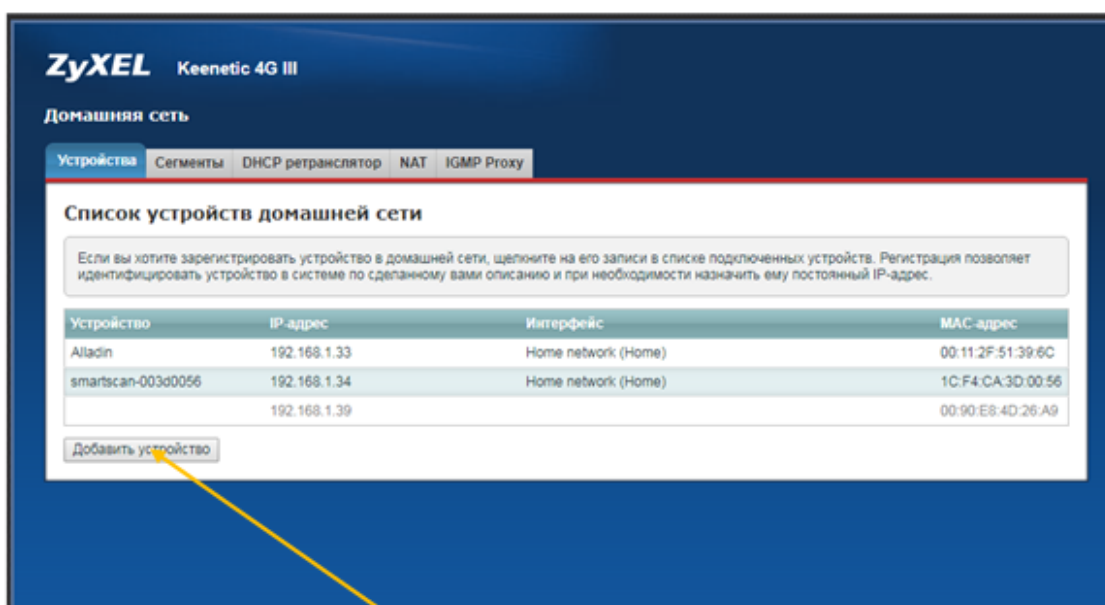 ZyXEL Keenetic 4G III
Домашняя сеть
Устройства Сегменты DHCP ретранслятор NAT IGMP Proxy
Список устройств домашней сети
Если вы хотите зарегистрировать устройство в домашней сети, щелкните на его записи в списке подключенных устройств. Регистрация позволяет
идентифицировать устройство в системе по сделанному вами описанию и при необходимости назначить ему постоянный IP-адрес.
Устройство IP-адрес Интерфейс MAC-адрес
Alladin 192.168.1.33 Home network (Home) 00:11:2F:51:39:6C
smartscan-003d0056 192.168.1.34 Home network (Home) 1C:F4:CA:3D:00:56
192.168.1.39 00:90:E8:4D:26:A9
Добавить устройство